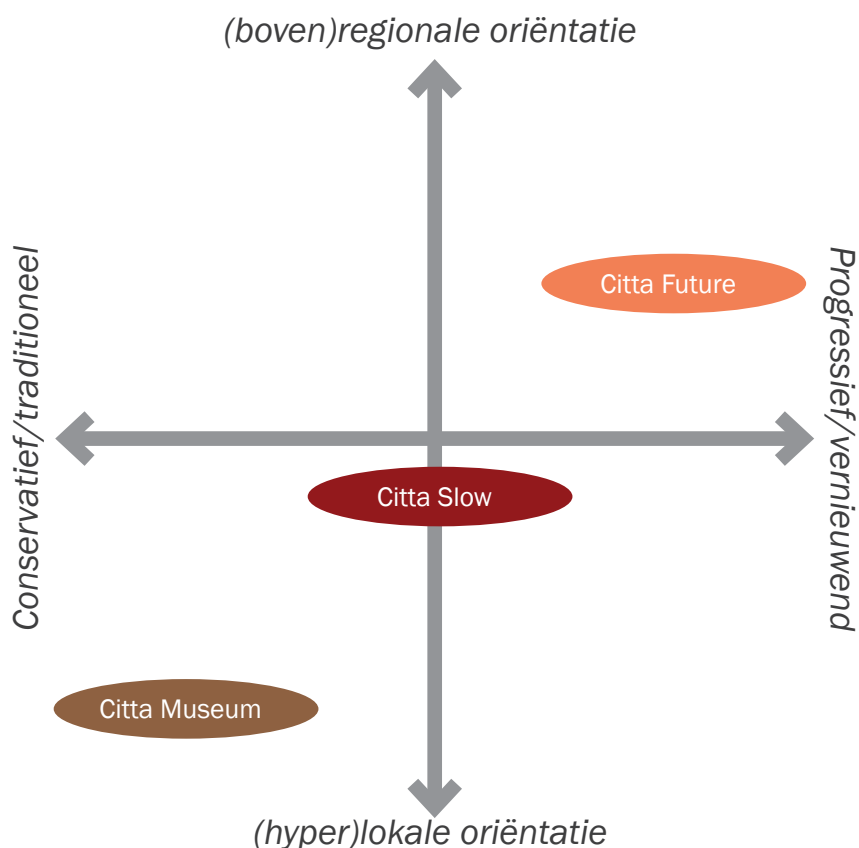 (boven)regionale oriëntatie
Conservatief/traditioneel
Progressief/vernieuwend
Citta Future
Citta Slow
Citta Museum
(hyper)lokale oriëntatie